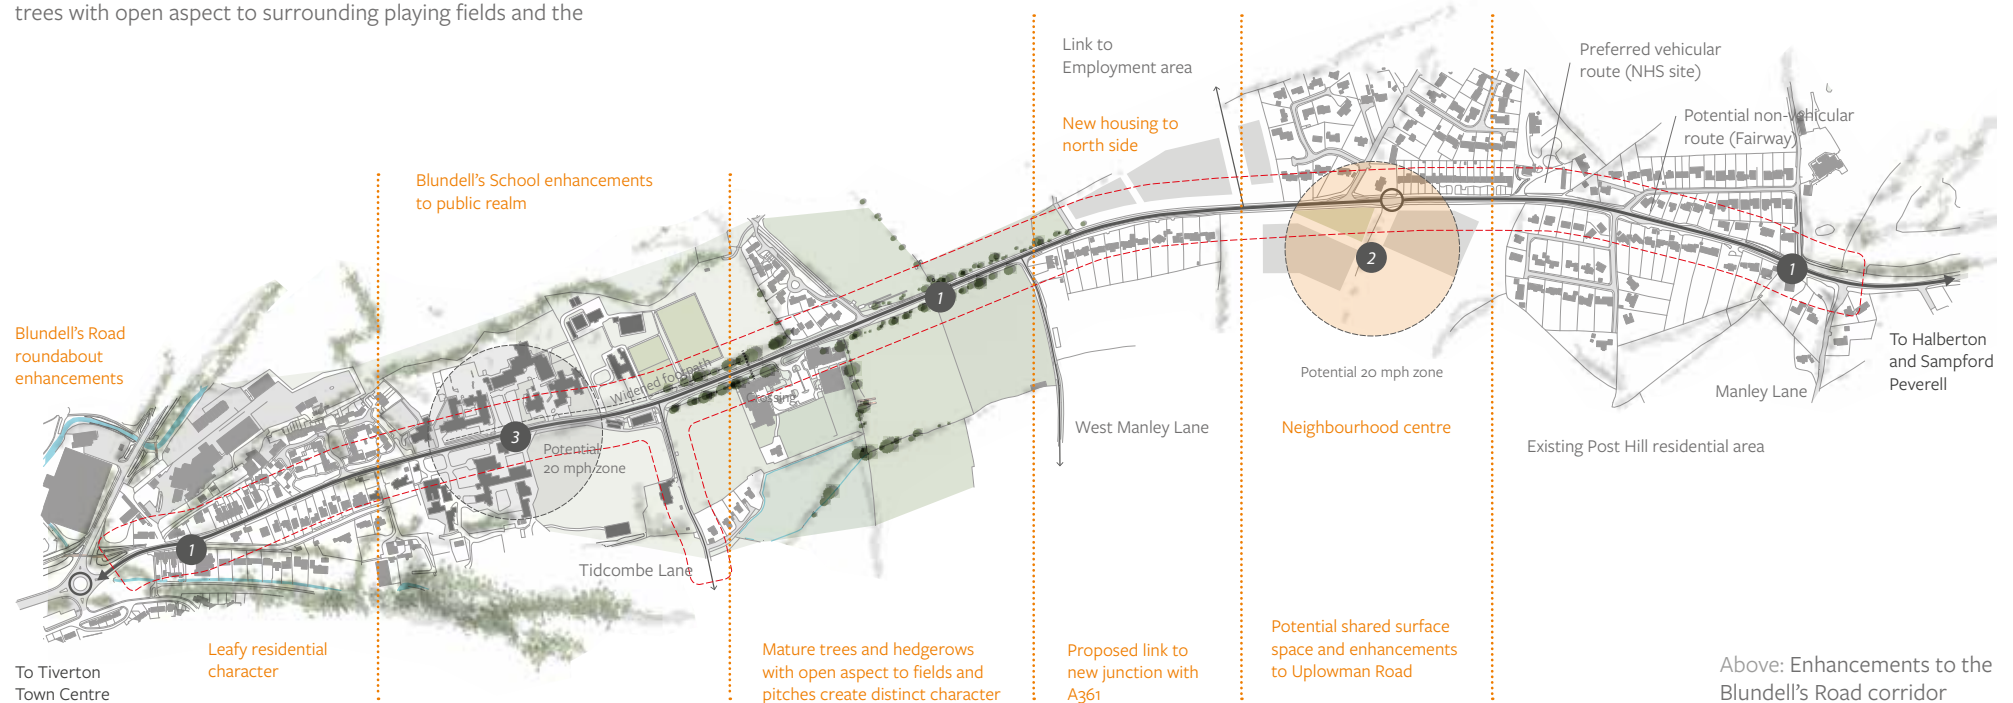 trees with open aspect to surrounding playing fields and the
Link to
Employment area
New housing to
north side
Preferred vehicular
route (NHS site)
Potential non-vehicular
route (Fairway)
Blundell's School enhancements
to public realm
Blundell's Road
roundabout
enhancements
Widened footpath
Crossing
1
2
1
3
1
Potential
20 mph zone
Potential 20 mph zone
To Halberton
and Sampford
Peverell
Manley Lane
West Manley Lane
Neighbourhood centre
Existing Post Hill residential area
Tidcombe Lane
To Tiverton
Town Centre
Leafy residential
character
Mature trees and hedgerows
with open aspect to fields and
pitches create distinct character
Proposed link to
new junction with
A361
Potential shared surface
space and enhancements
to Uplowman Road
Above: Enhancements to the
Blundell's Road corridor